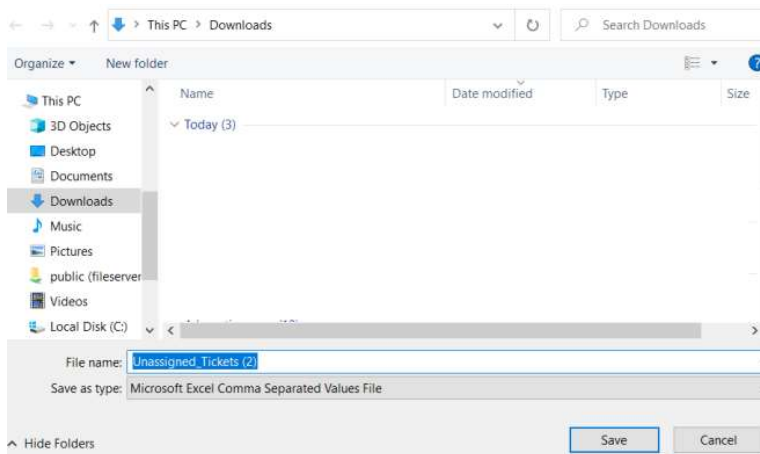 This PC > Downloads
Search Downloads
Organize
New folder
?
Name
Date modified
Type
Size
This PC
3D Objects
Desktop
Documents
Downloads
Music
Pictures
public (fileserver
Videos
Local Disk (C:)
Today (3)
File name: Unassigned_Tickets (2)
Save as type: Microsoft Excel Comma Separated Values File
Hide Folders
Save
Cancel